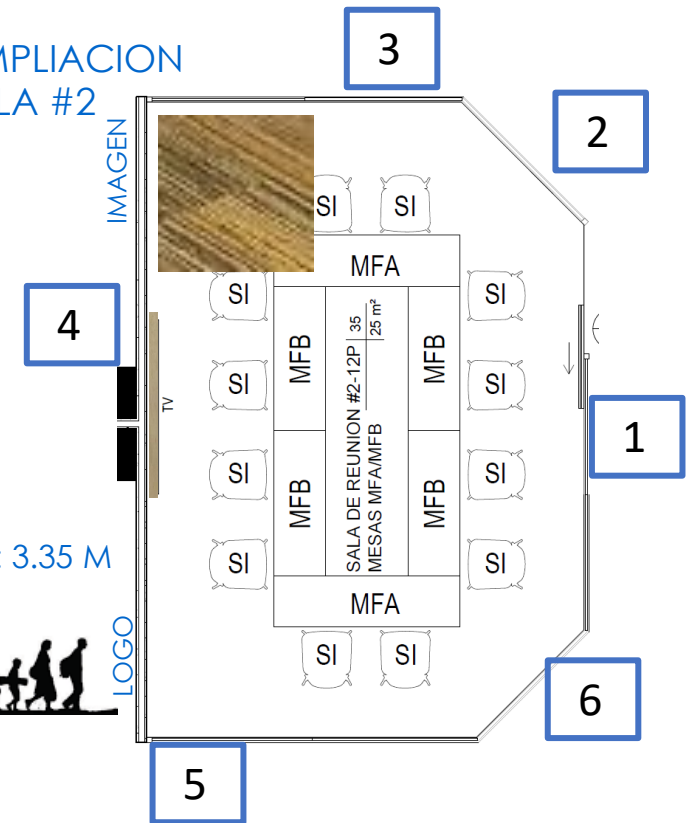 MPLIACION
LA #2
3
2
IMAGEN
SI
SI
MFA
SI
SI
4
MFB
SALA DE REUNION #2-12P
35
25 m²
MESAS MFA/MFB
MFB
TV
SI
SI
1
SI
SI
MFB
MFB
: 3.35 M
SI
SI
MFA
LOGO
SI
SI
6
5